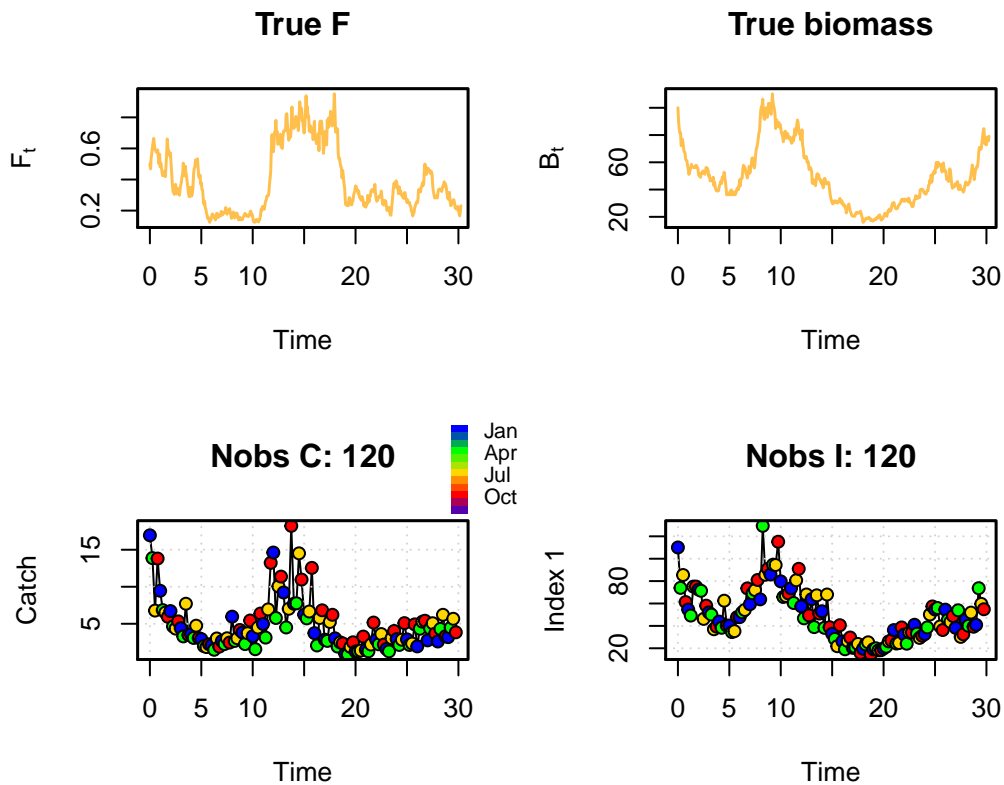 True F
F_t
0.2 0.6
0 5 10 20 30
Time
True biomass
B_t
20 60
0 5 10 20 30
Time
Nobs C: 120
Jan
Apr
Jul
Oct
Catch
5 15
0 5 10 20 30
Time
Nobs I: 120
Index 1
20 80
0 5 10 20 30
Time